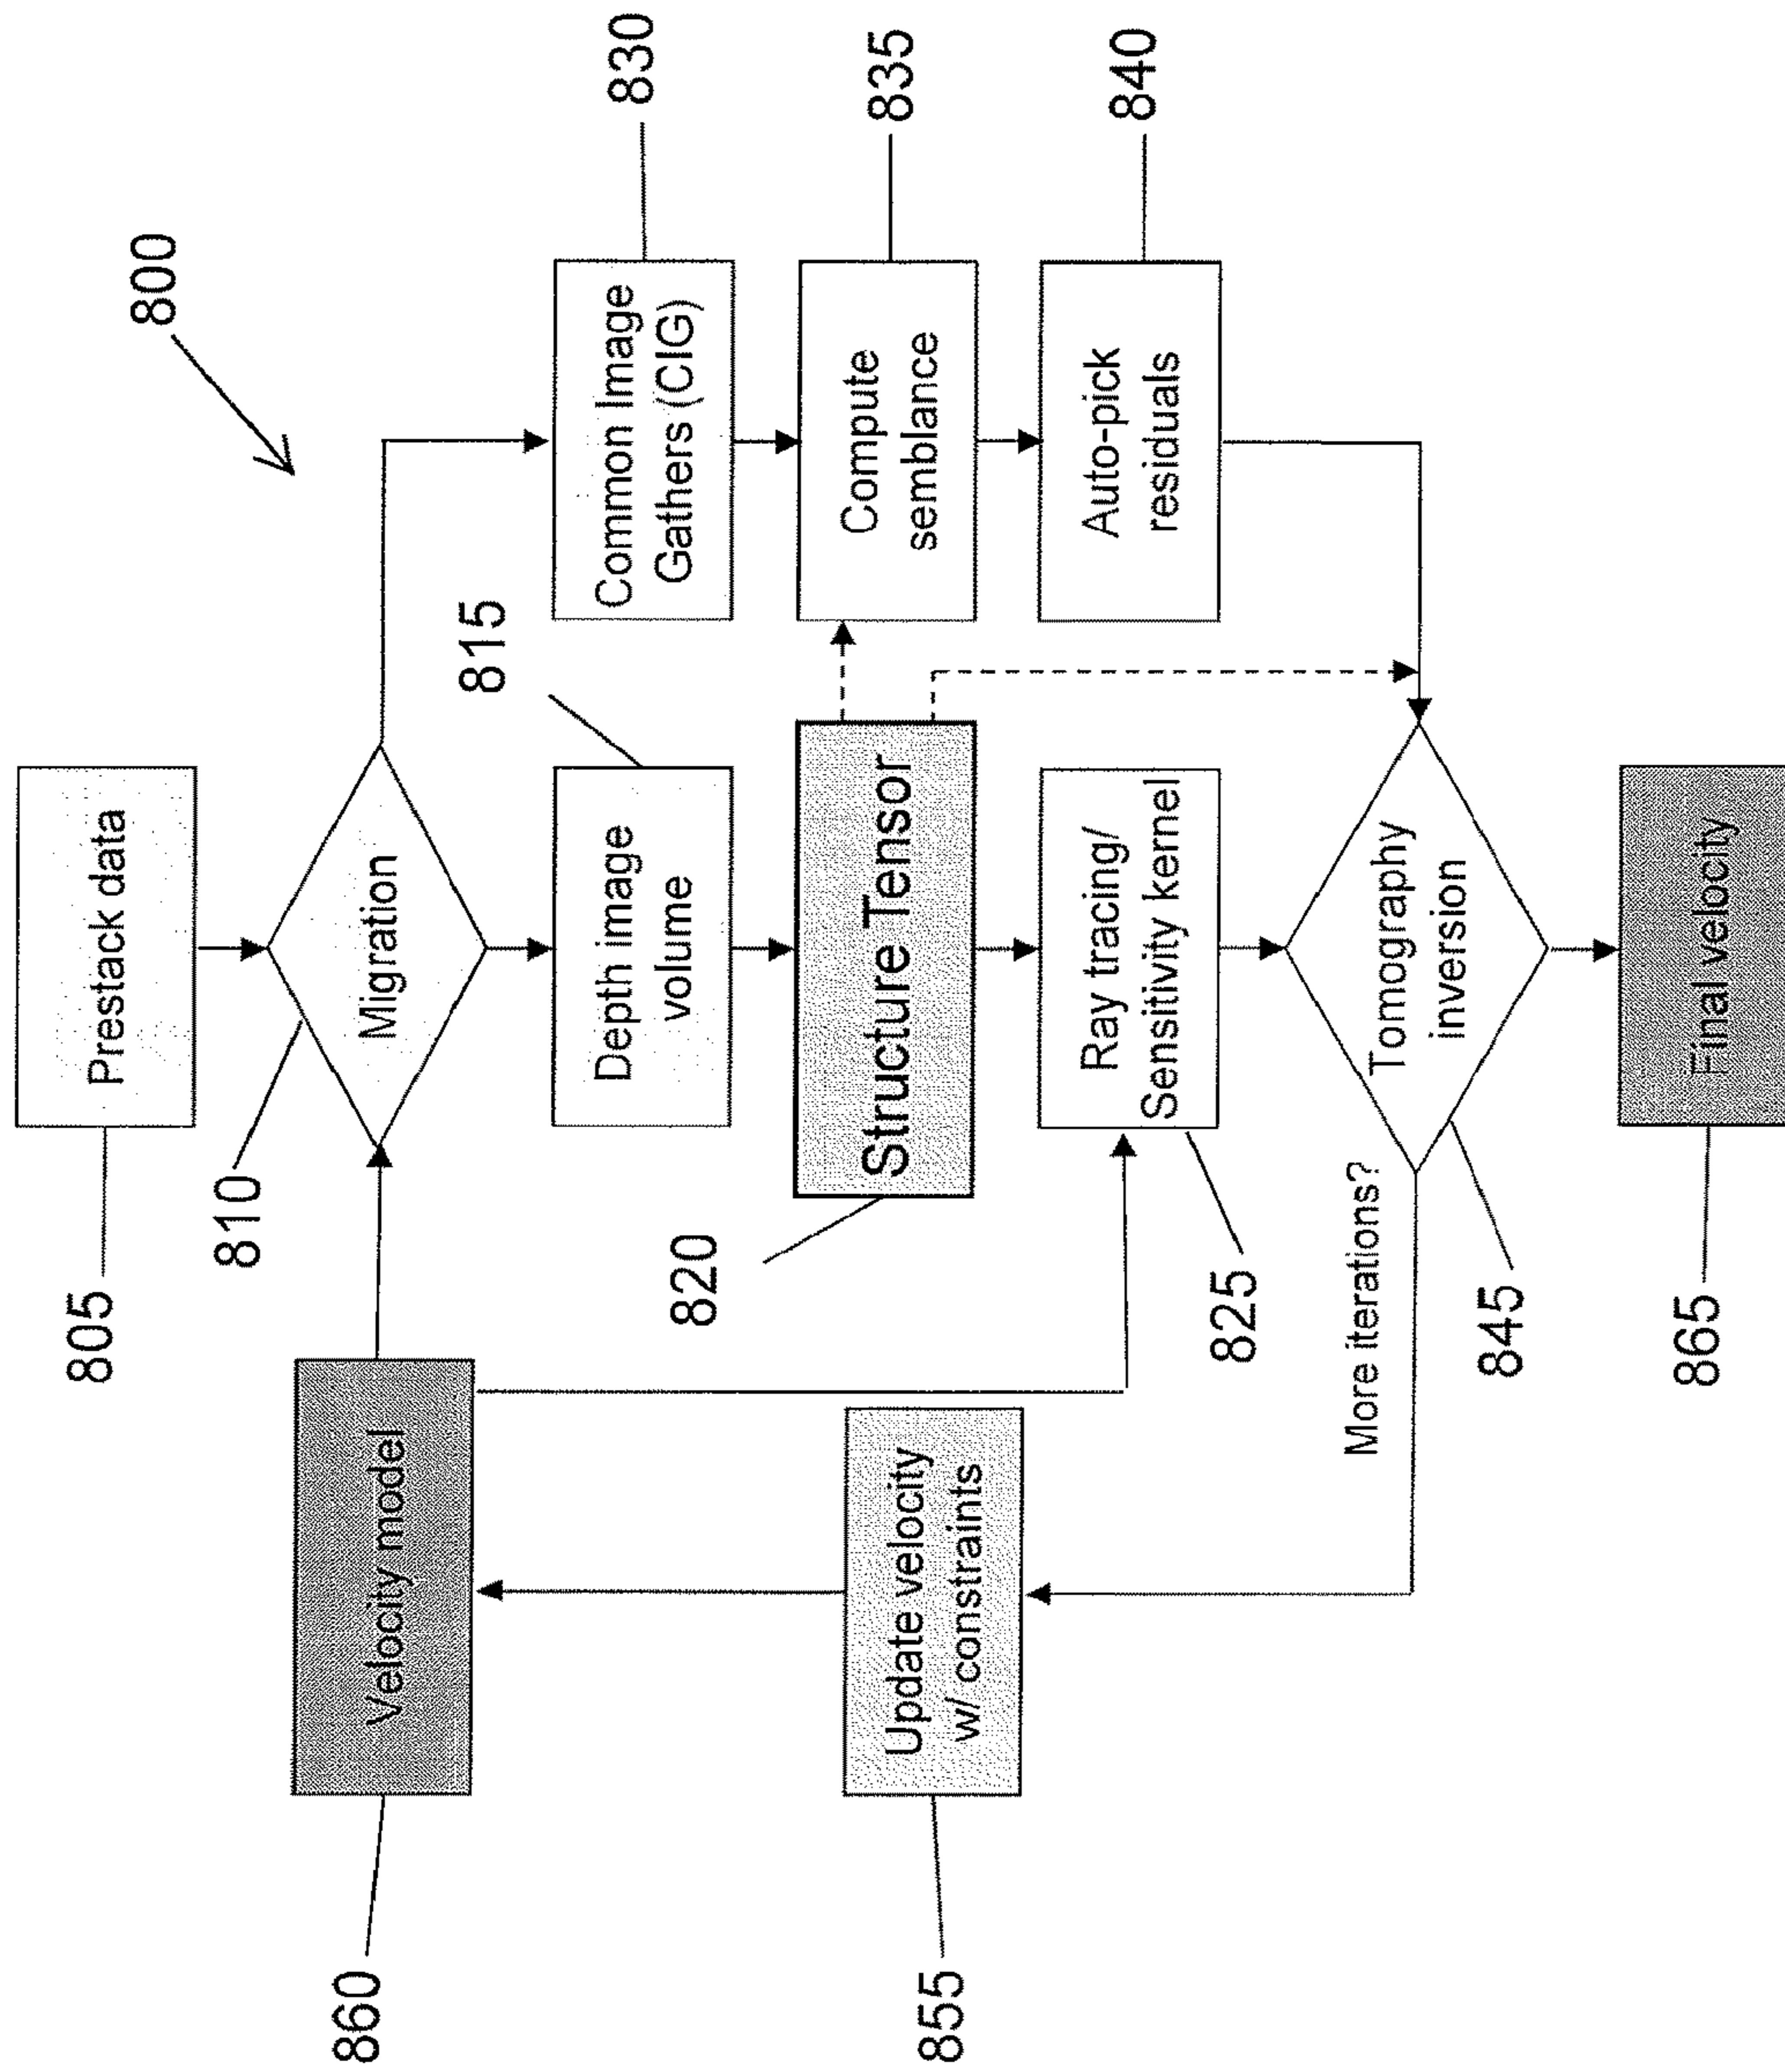 800
Prestack data
805
Migration
810
Velocity model
860
Depth image
volume
815
Common Image
Gathers (CIG)
830
Structure Tensor
820
Compute
semblance
835
Update velocity
w/ constraints
855
Ray tracing/
Sensitivity kernel
825
Auto-pick
residuals
840
Tomography
inversion
845
More iterations?
Final velocity
865